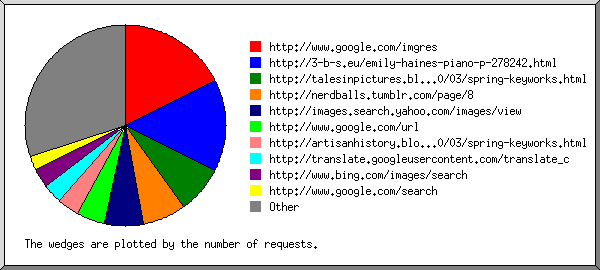 http://www.google.com/imgres
http://3-b-s.eu/emily-haines-piano-p-278242.html
http://talesinpictures.bl...0/03/spring-keyworks.html
http://nerdballs.tumblr.com/page/8
http://images.search.yahoo.com/images/view
http://www.google.com/url
http://artisanhistory.blo...0/03/spring-keyworks.html
http://translate.googleusercontent.com/translate_c
http://www.bing.com/images/search
http://www.google.com/search
Other
The wedges are plotted by the number of requests.